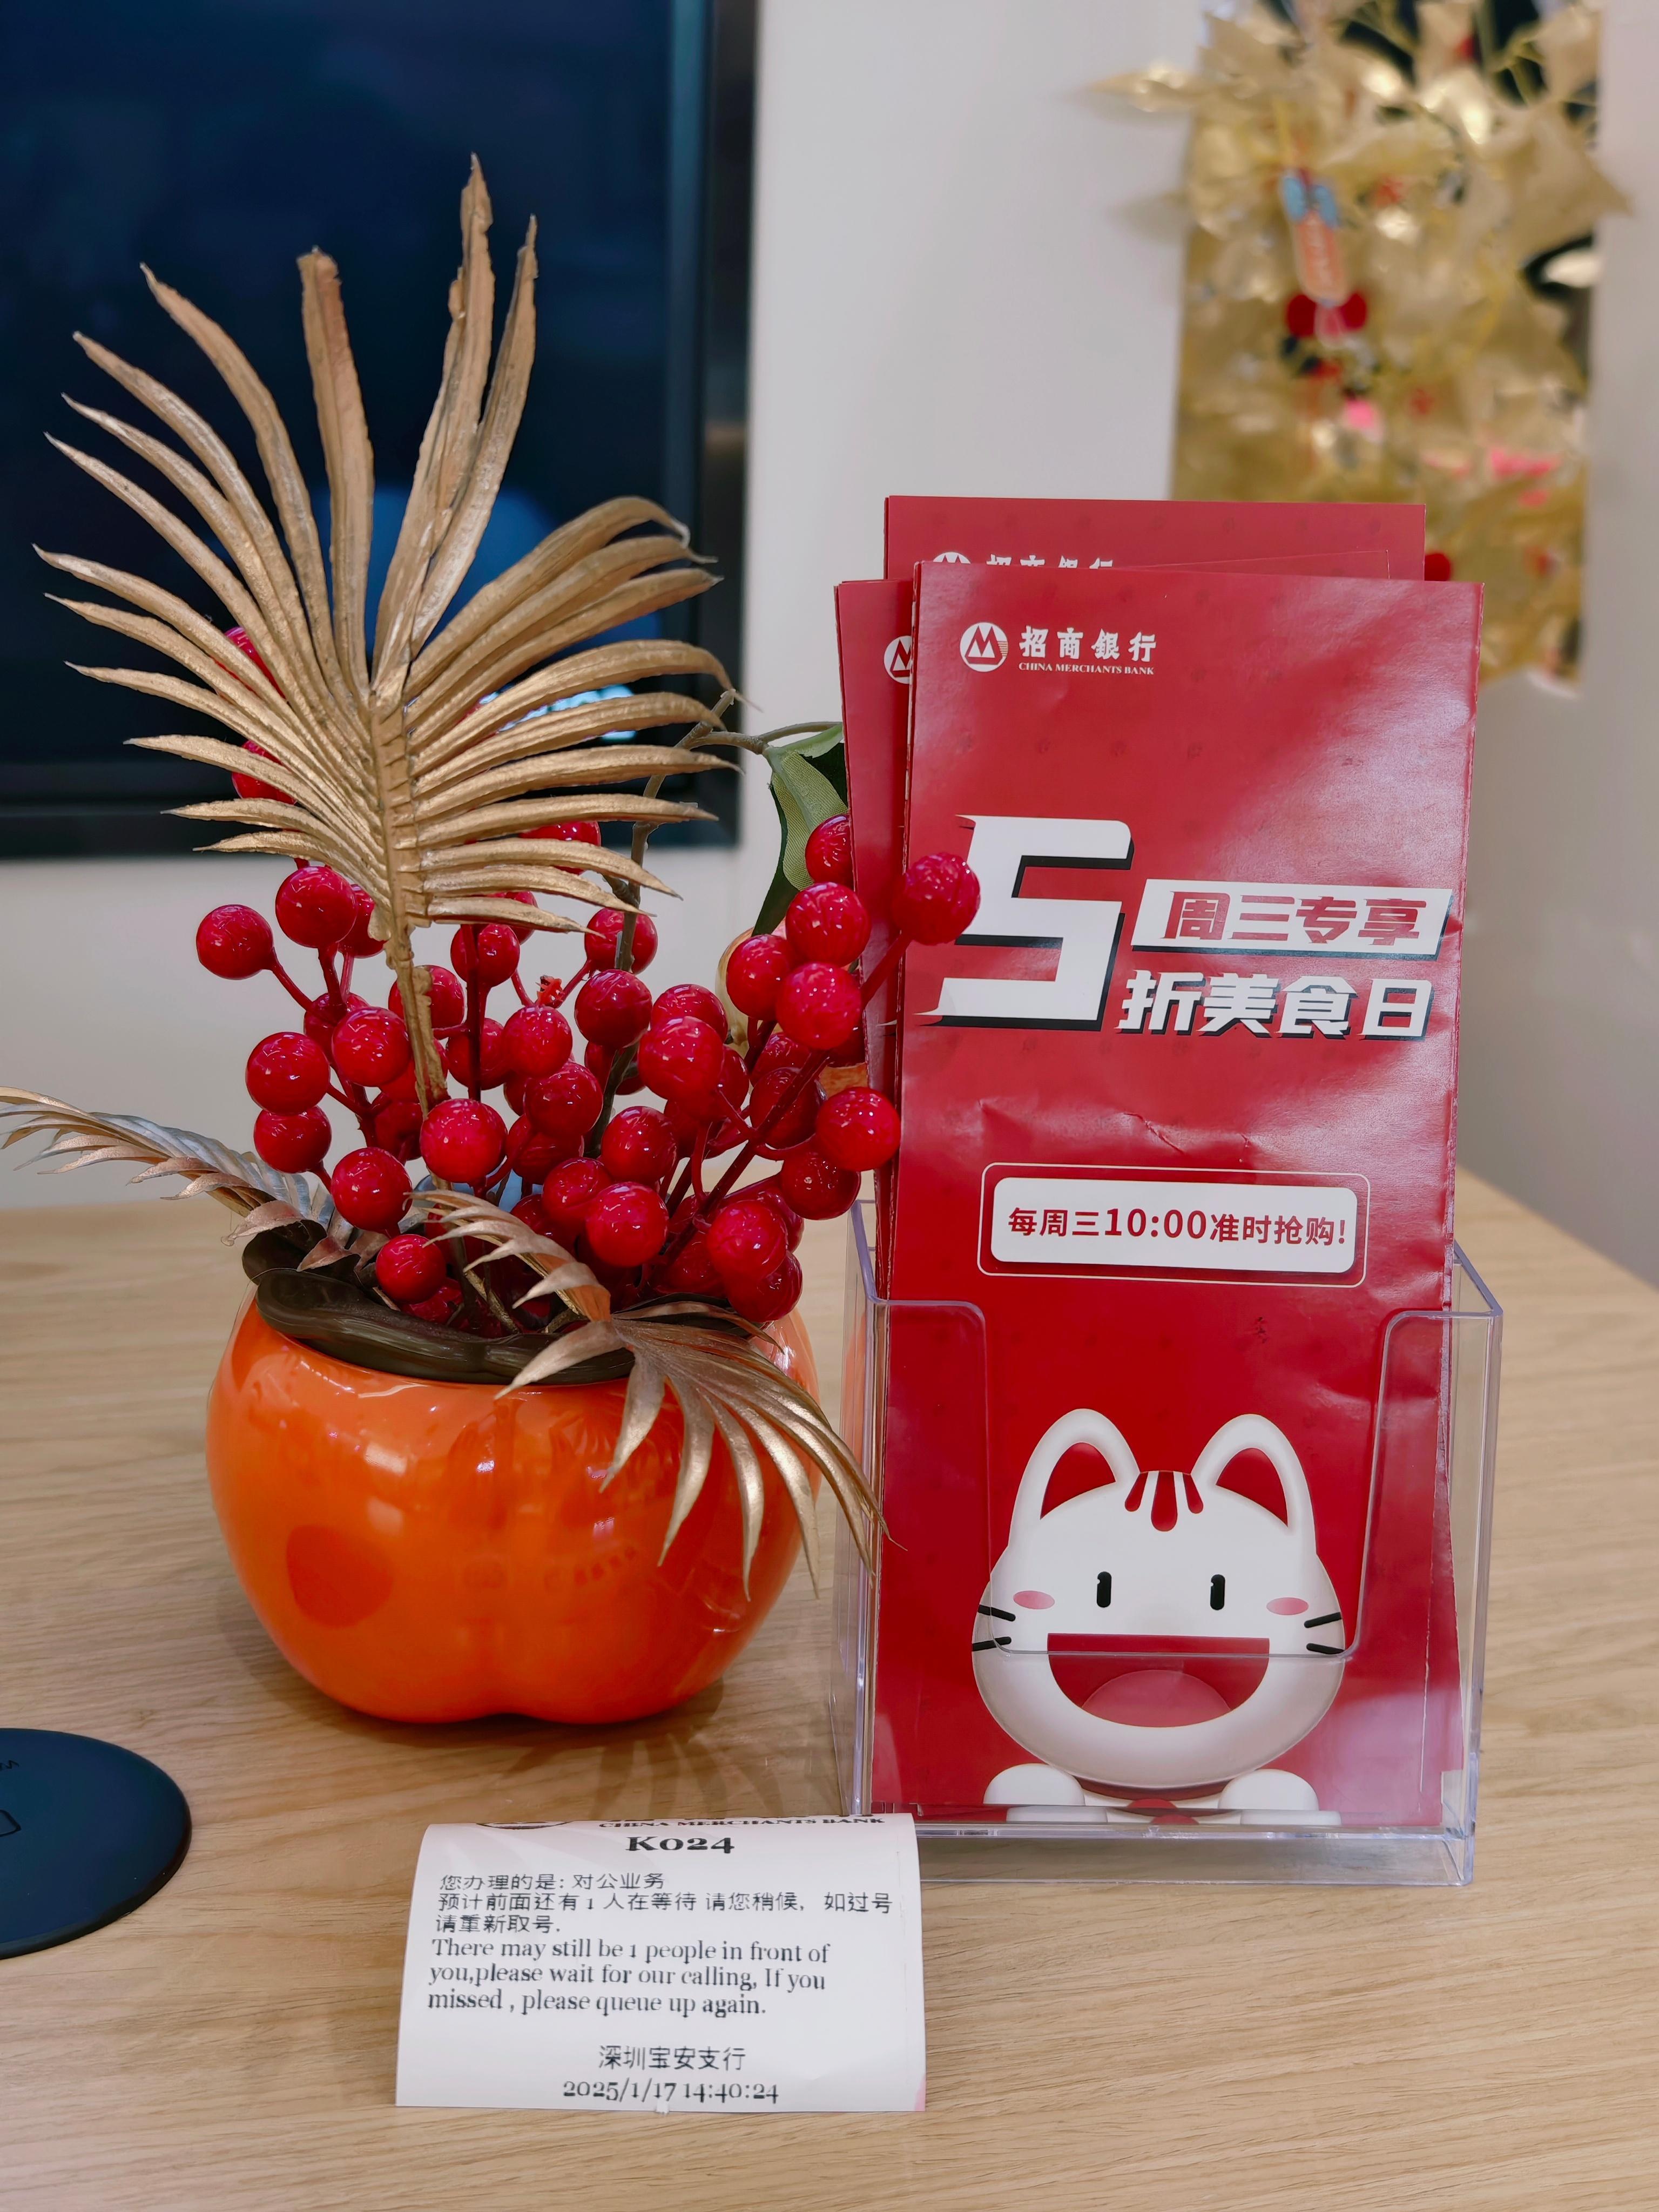 招商銀行
招商銀行
CHINA MERCHANTS BANK
5
周三专享
折美食日
每周三10:00准时抢购!
CHINA MERCHANTS BANK
K024
您办理的是: 对公业务
预计前面还有 1 人在等待 请您稍候, 如过号
请重新取号.
There may still be 1 people in front of
you,please wait for our calling, If you
missed , please queue up again.
深圳宝安支行
2025/1/17 14:40:24